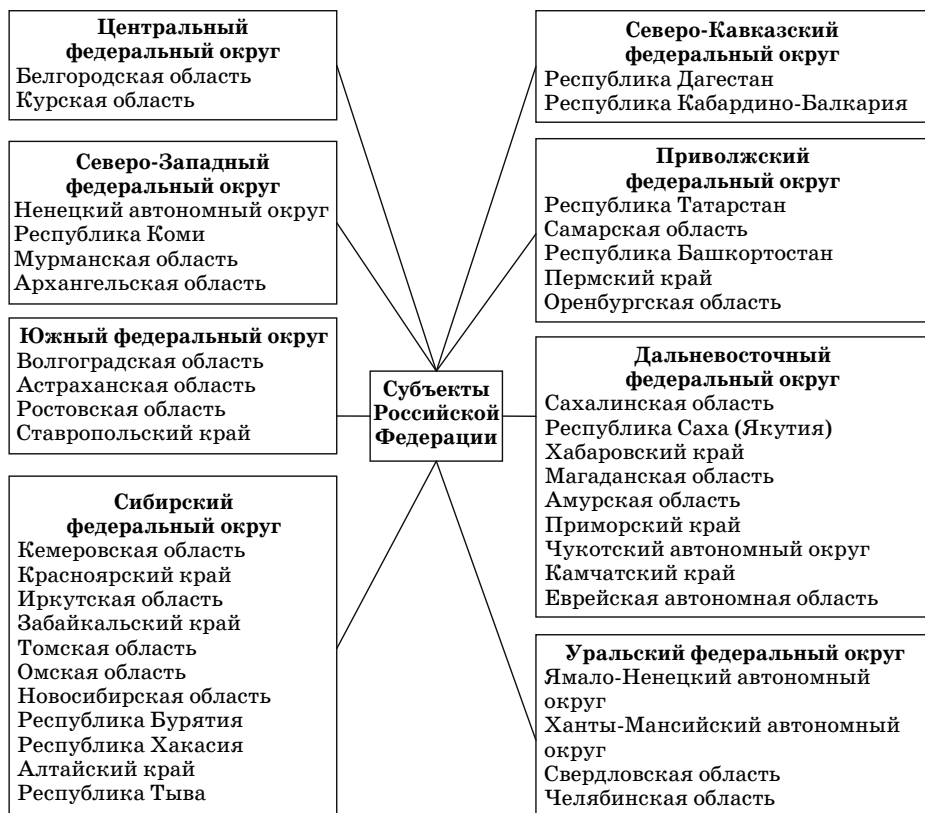 Центральный
федеральный округ
Белгородская область
Курская область
Северо-Западный
федеральный округ
Ненецкий автономный округ
Республика Коми
Мурманская область
Архангельская область
Южный федеральный округ
Волгоградская область
Астраханская область
Ростовская область
Ставропольский край
Сибирский
федеральный округ
Кемеровская область
Красноярский край
Иркутская область
Забайкальский край
Томская область
Омская область
Новосибирская область
Республика Бурятия
Республика Хакасия
Алтайский край
Республика Тыва
Субъекты
Российской
Федерации
Северо-Кавказский
федеральный округ
Республика Дагестан
Республика Кабардино-Балкария
Приволжский
федеральный округ
Республика Татарстан
Самарская область
Республика Башкортостан
Пермский край
Оренбургская область
Дальневосточный
федеральный округ
Сахалинская область
Республика Саха (Якутия)
Хабаровский край
Магаданская область
Амурская область
Приморский край
Чукотский автономный округ
Камчатский край
Еврейская автономная область
Уральский федеральный округ
Ямало-Ненецкий автономный
округ
Ханты-Мансийский автономный
округ
Свердловская область
Челябинская область